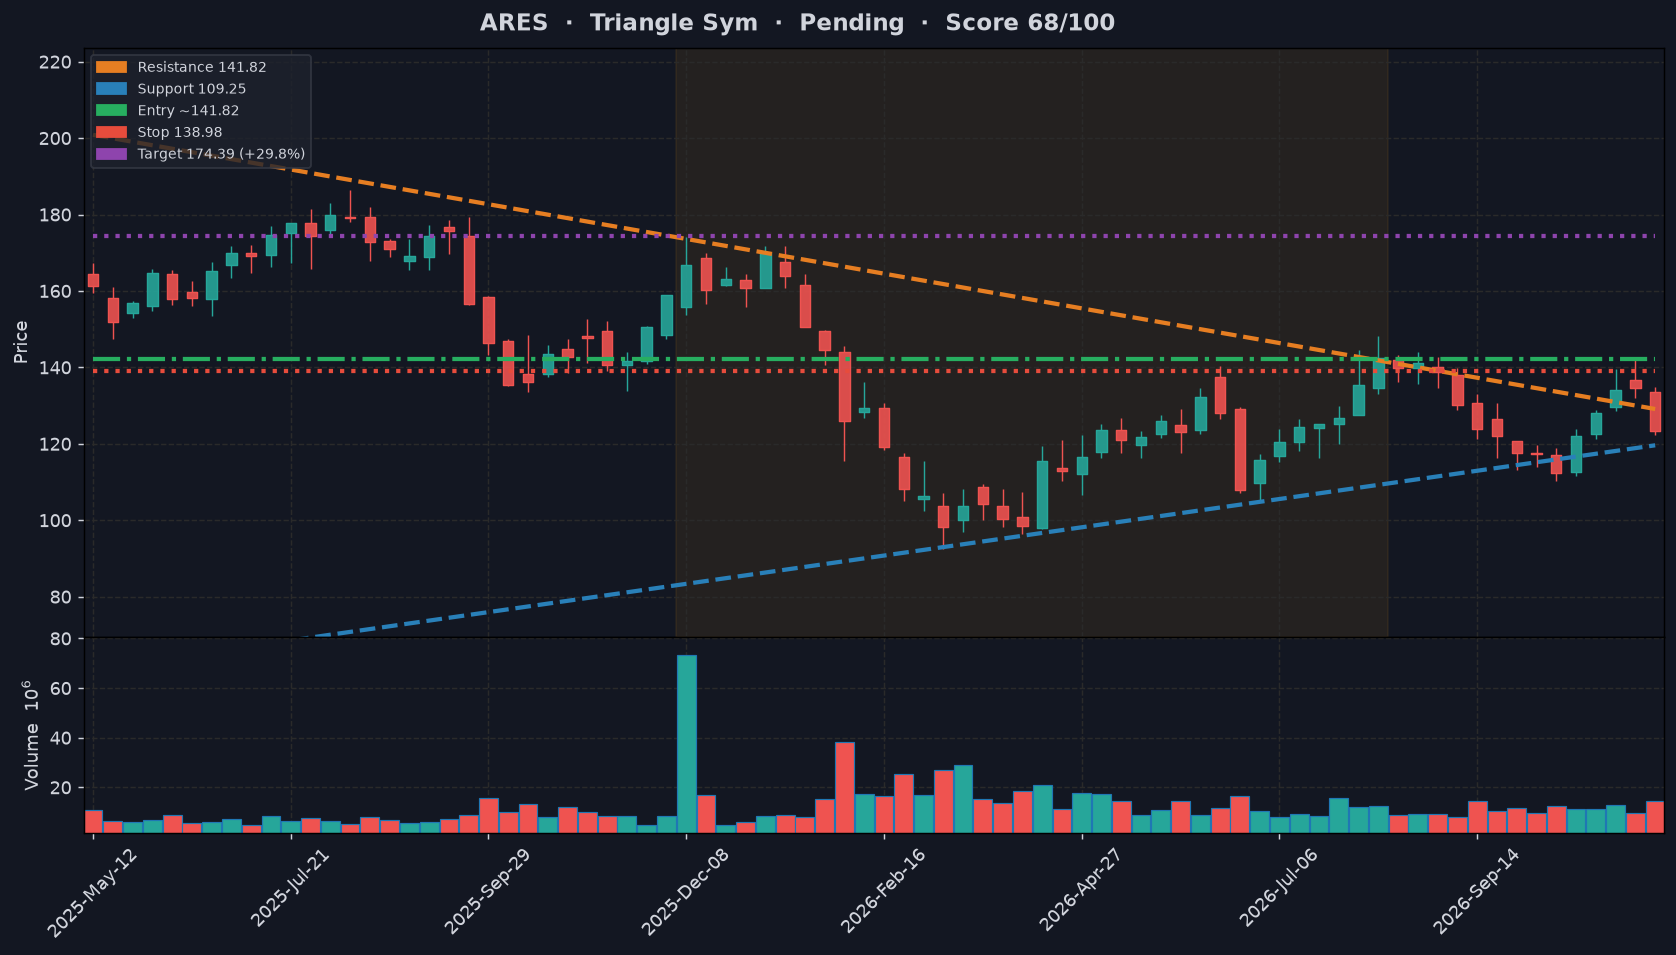 ARES · Triangle Sym · Pending · Score 68/100
Resistance 141.82
Support 109.25
Entry ~141.82
Stop 138.98
Target 174.39 (+29.8%)
Price
220
200
180
160
140
120
100
80
Volume 10⁶
80
60
40
20
2025-May-12
2025-Jul-21
2025-Sep-29
2025-Dec-08
2026-Feb-16
2026-Apr-27
2026-Jul-06
2026-Sep-14